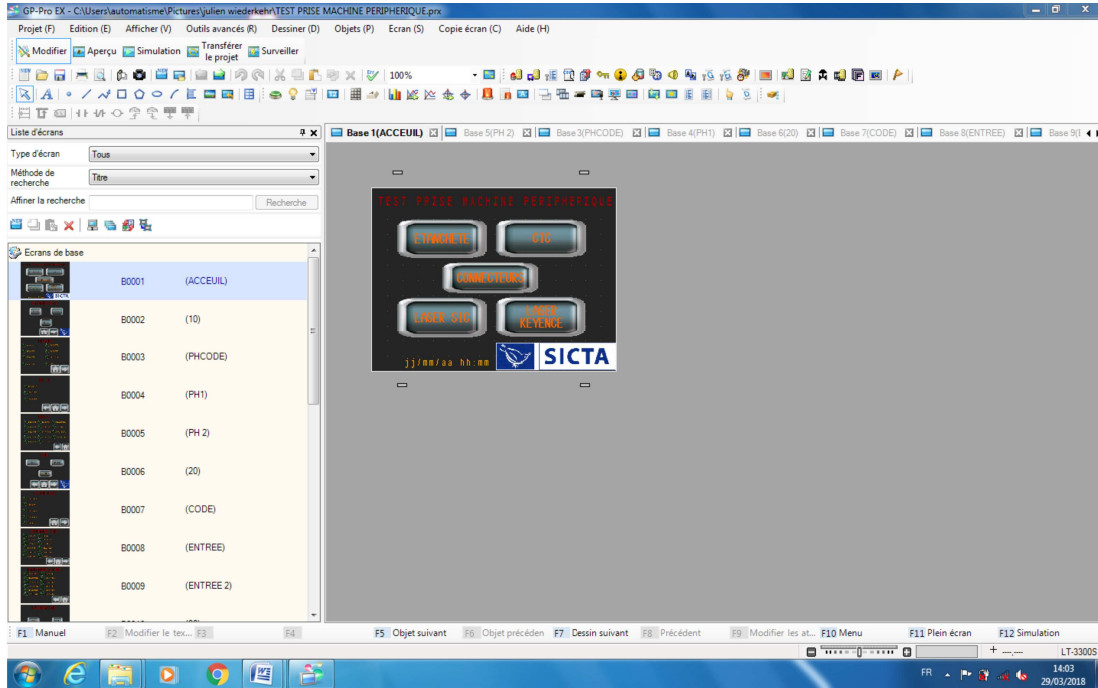 GP-Pro EX - C:\Users\automatisme\Pictures\julien wiederkehr\TEST PRISE MACHINE PERIPHERIQUE.prx
Projet (F) Edition (E) Afficher (V) Outils avancés (R) Dessiner (D) Objets (P) Ecran (S) Copie écran (C) Aide (H)
Modifier Aperçu Simulation Transférer le projet Surveiller
100%
Liste d'écrans
Base 1(ACCEUIL) Base 5(PH 2) Base 3(PHCODE) Base 4(PH1) Base 6(20) Base 7(CODE) Base 8(ENTREE)
Type d'écran Tous
Méthode de recherche Titre
Affiner la recherche Recherche
Ecrans de base
B0001 (ACCEUIL)
B0002 (10)
B0003 (PHCODE)
B0004 (PH1)
B0005 (PH 2)
B0006 (20)
B0007 (CODE)
B0008 (ENTREE)
B0009 (ENTREE 2)
TEST PRISE MACHINE PERIPHERIQUE
ETANCHETE SIC
CONNECTEURS
LASER SIC LASER KEYENCE
jj/mm/aa hh:mm SICTA
F1 Manuel F2 Modifier le tex... F3 F4 F5 Objet suivant F6 Objet précéden F7 Dessin suivant F8 Précédent F9 Modifier les at... F10 Menu F11 Plein écran F12 Simulation
LT-3300S
FR 14:03
29/03/2018